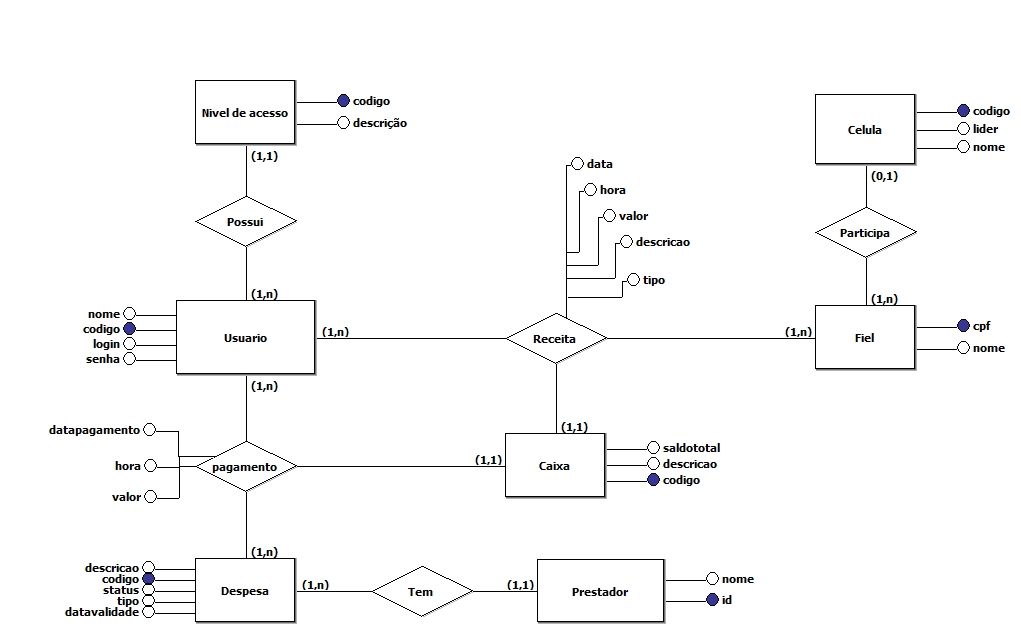 Nivel de acesso
codigo
descrição
(1,1)
Possui
(1,n)
nome
codigo
login
senha
Usuario
(1,n)
(1,n)
data
hora
valor
descricao
tipo
Receita
(1,n)
(1,1)
Celula
codigo
lider
nome
(0,1)
Participa
(1,n)
Fiel
cpf
nome
datapagamento
hora
valor
pagamento
(1,1)
Caixa
saldototal
descricao
codigo
(1,n)
descricao
codigo
status
tipo
datavalidade
Despesa
(1,n)
Tem
(1,1)
Prestador
nome
id